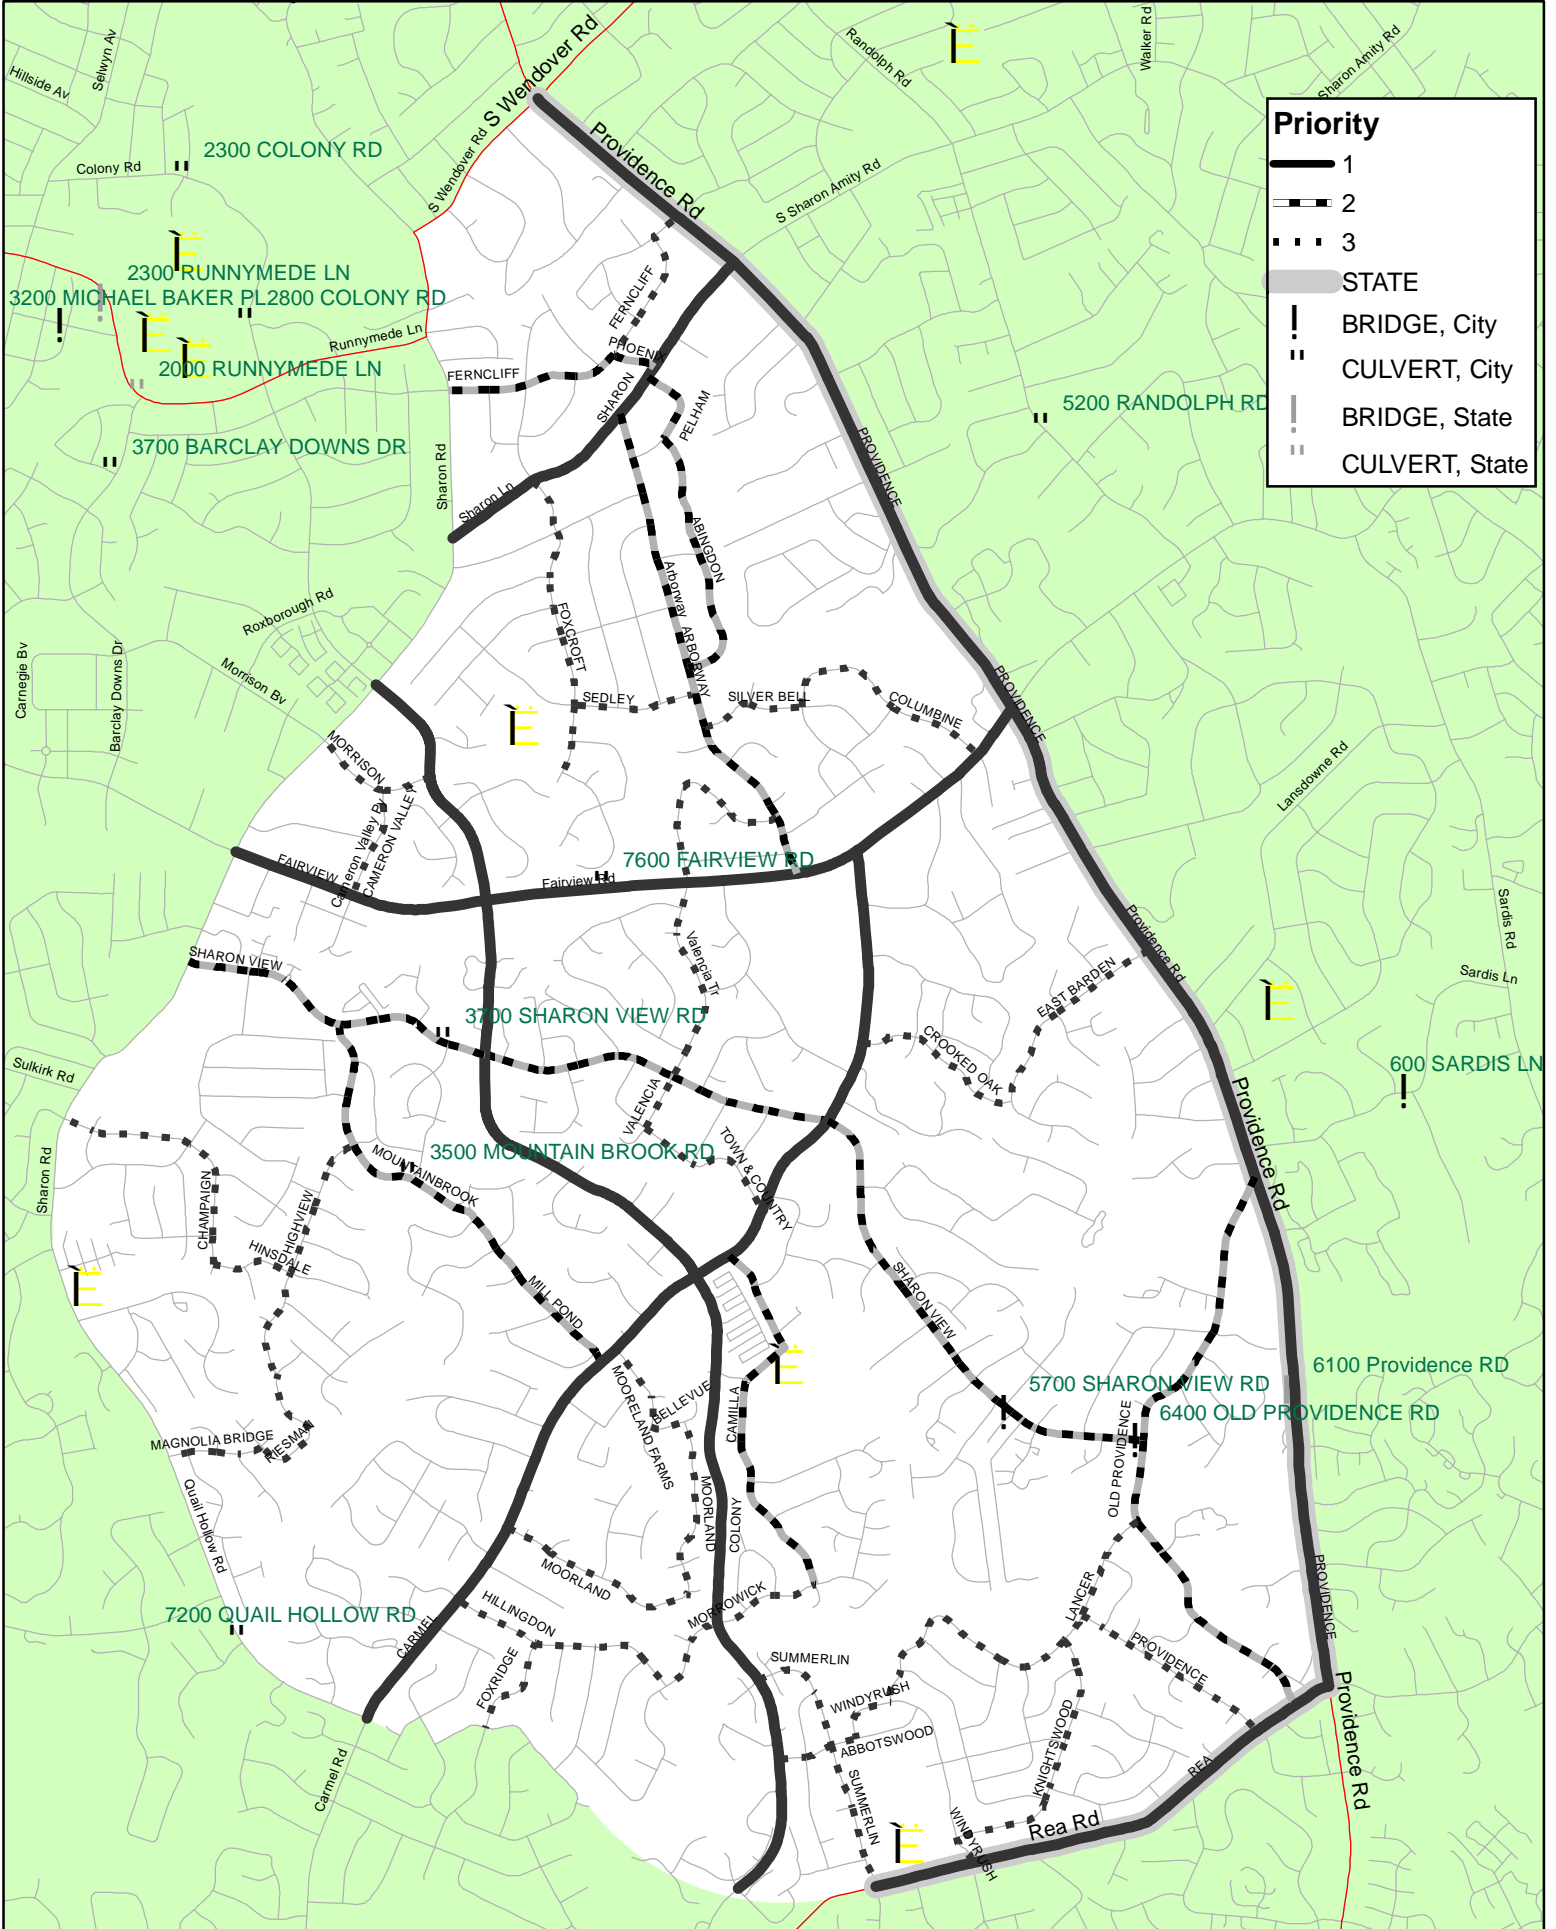 S Wendover Rd
Randolph Rd
Walker Rd
Sharon Amity Rd
Selwyn Av
Hillside Av
Priority
1
2
3
STATE
BRIDGE, City
CULVERT, City
BRIDGE, State
CULVERT, State
Providence Rd
2300 COLONY RD
Colony Rd
S Wendover Rd
S Sharon Amity Rd
2300 RUNNYMEDE LN
3200 MICHAEL BAKER PL
2800 COLONY RD
FERNCLIFF
Runnymede Ln
PHOENIX
2000 RUNNYMEDE LN
FERNCLIFF
SHARON
PELHAM
5200 RANDOLPH RD
3700 BARCLAY DOWNS DR
PROVIDENCE
Sharon Rd
Sharon Ln
ABINGDON
Arborway
Roxborough Rd
FOXCROFT
ARBORWAY
Carnegie Bv
Barclay Downs Dr
Morrison Bv
SEDLEY
SILVER BELL
COLUMBINE
PROVIDENCE
MORRISON
Lansdowne Rd
Cameron Valley Py
CAMERON VALLEY
7600 FAIRVIEW RD
FAIRVIEW
Fairview Rd
Providence Rd
Sardis Rd
SHARON VIEW
Valencia Tr
EAST BARDEN
Sardis Ln
3700 SHARON VIEW RD
CROOKED OAK
Sulkirk Rd
600 SARDIS LN
VALENCIA
Providence Rd
TOWN & COUNTRY
3500 MOUNTAIN BROOK RD
MOUNTAINBROOK
Sharon Rd
CHAMPAIGN
HIGHVIEW
HINSDALE
SHARON VIEW
MILL POND
6100 Providence RD
MOORELAND FARMS
BELLEVUE
CAMILLA
5700 SHARON VIEW RD
6400 OLD PROVIDENCE RD
OLD PROVIDENCE
MAGNOLIA BRIDGE
RIESMAN
Quail Hollow Rd
MOORLAND
COLONY
PROVIDENCE
MOORLAND
LANCER
7200 QUAIL HOLLOW RD
HILLINGDON
MORROWICK
CARMEL
PROVIDENCE
SUMMERLIN
FOXRIDGE
WINDYRUSH
KNIGHTSWOOD
Providence Rd
ABBOTSWOOD
Carmel Rd
SUMMERLIN
REA
WINDYRUSH
Rea Rd